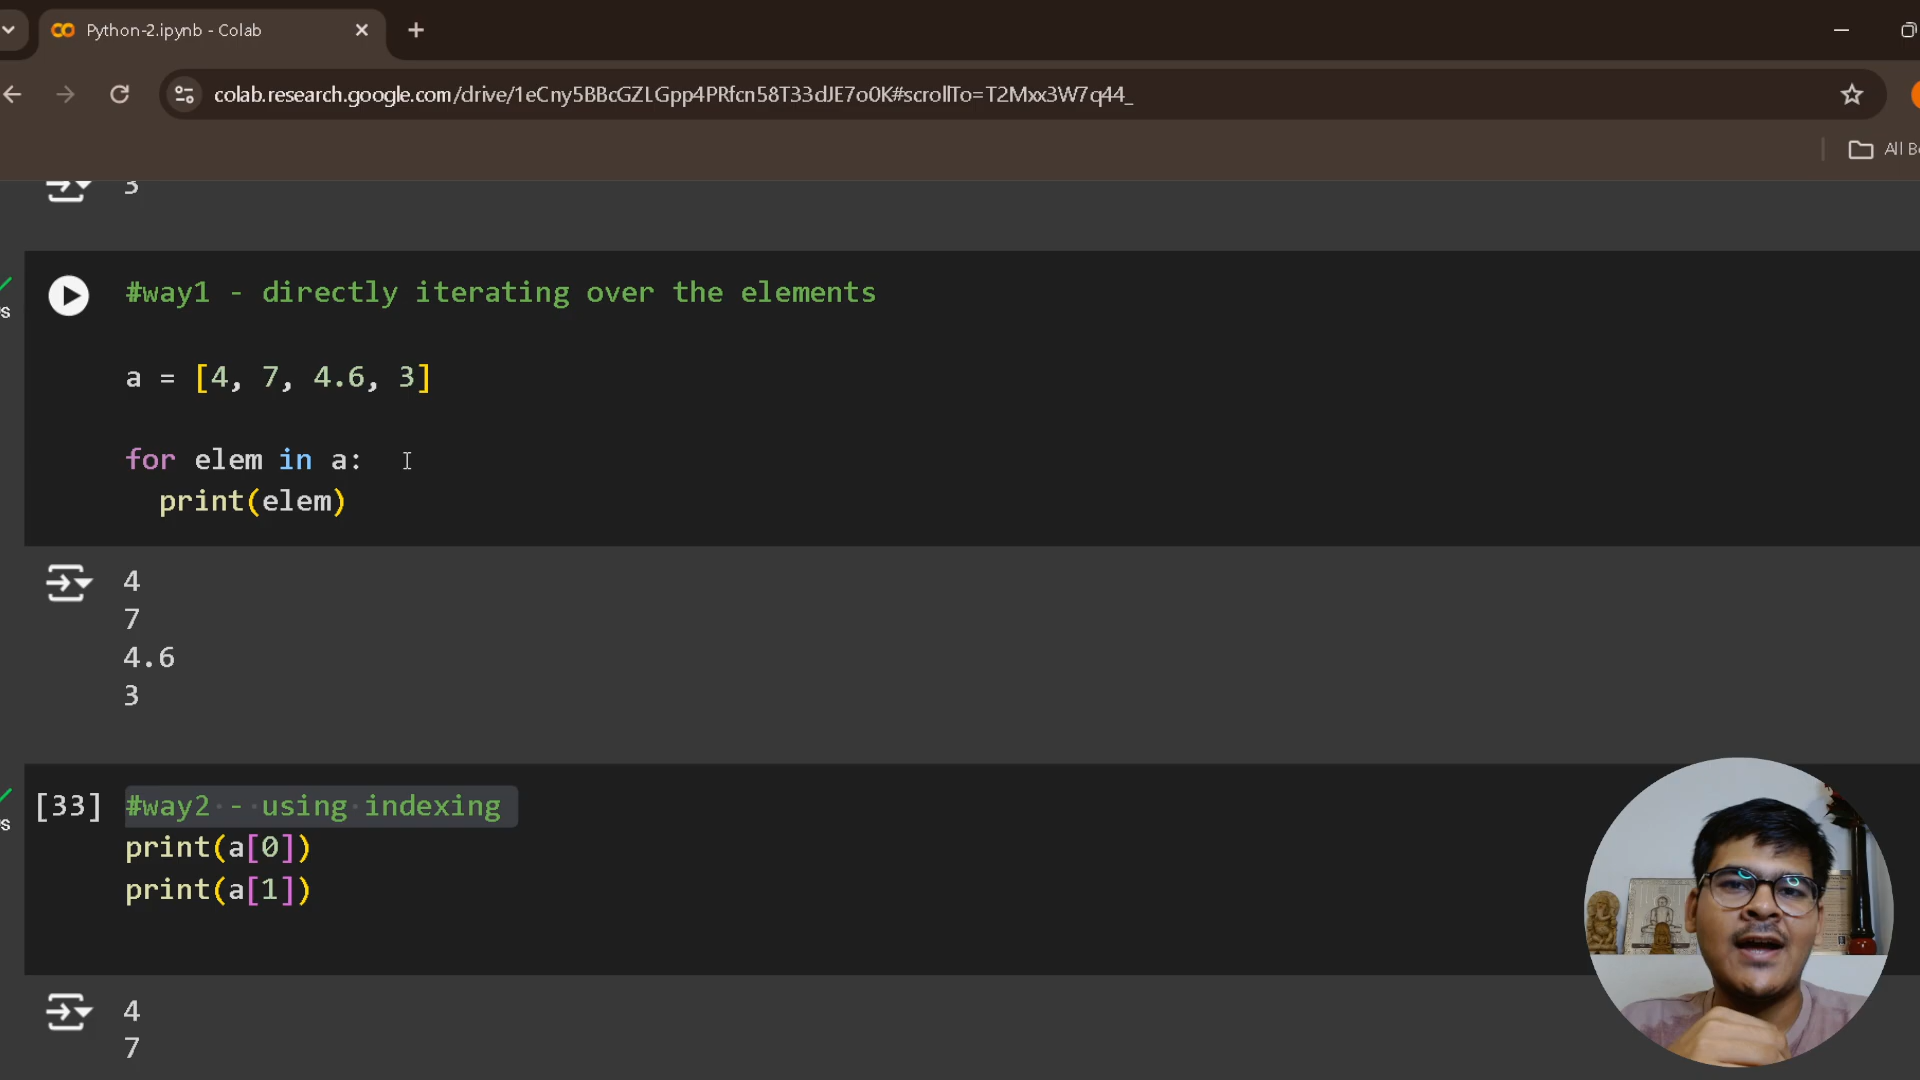 Python-2.ipynb - Colab
colab.research.google.com/drive/1eCny5BBcGZLGpp4PRfcn58T33dJE7o0K#scrollTo=T2Mxx3W7q44_
All B
3
#way1 - directly iterating over the elements
a = [4, 7, 4.6, 3]
for elem in a:
print(elem)
4
7
4.6
3
[33] #way2 - using indexing
print(a[0])
print(a[1])
4
7